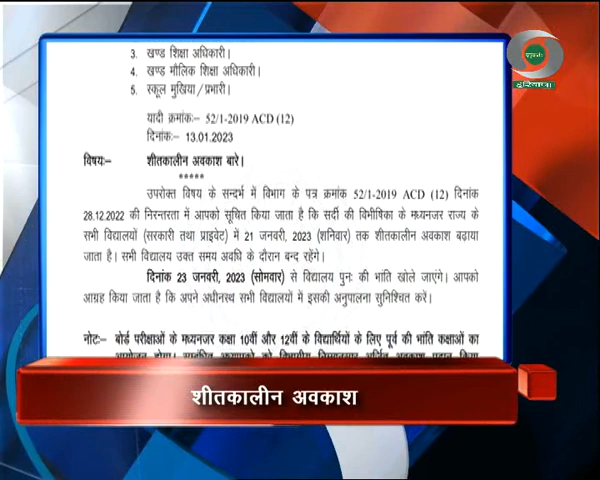 3. खण्ड शिक्षा अधिकारी।
4. खण्ड मौलिक शिक्षा अधिकारी।
5. स्कूल मुखिया/प्रभारी।
यादी क्रमांकः– 52/1-2019 ACD (12)
दिनांकः– 13.01.2023
विषयः– शीतकालीन अवकाश बारे।
*****
उपरोक्त विषय के सन्दर्भ में विभाग के पत्र क्रमांक 52/1-2019 ACD (12) दिनांक
28.12.2022 की निरन्तरता में आपको सूचित किया जाता है कि सर्दी की विभीषिका के मध्यनजर राज्य के
सभी विद्यालयों (सरकारी तथा प्राइवेट) में 21 जनवरी, 2023 (शनिवार) तक शीतकालीन अवकाश बढ़ाया
जाता है। सभी विद्यालय उक्त समय अवधि के दौरान बन्द रहेंगे।
दिनांक 23 जनवरी, 2023 (सोमवार) से विद्यालय पुनः की भांति खोले जाएंगे। आपको
आग्रह किया जाता है कि अपने अधीनस्थ सभी विद्यालयों में इसकी अनुपालना सुनिश्चित करें।
नोटः– बोर्ड परीक्षाओं के मध्यनजर कक्षा 10वीं और 12वीं के विद्यार्थियों के लिए पूर्व की भांति कक्षाओं का
शीतकालीन अवकाश
हरियाणा